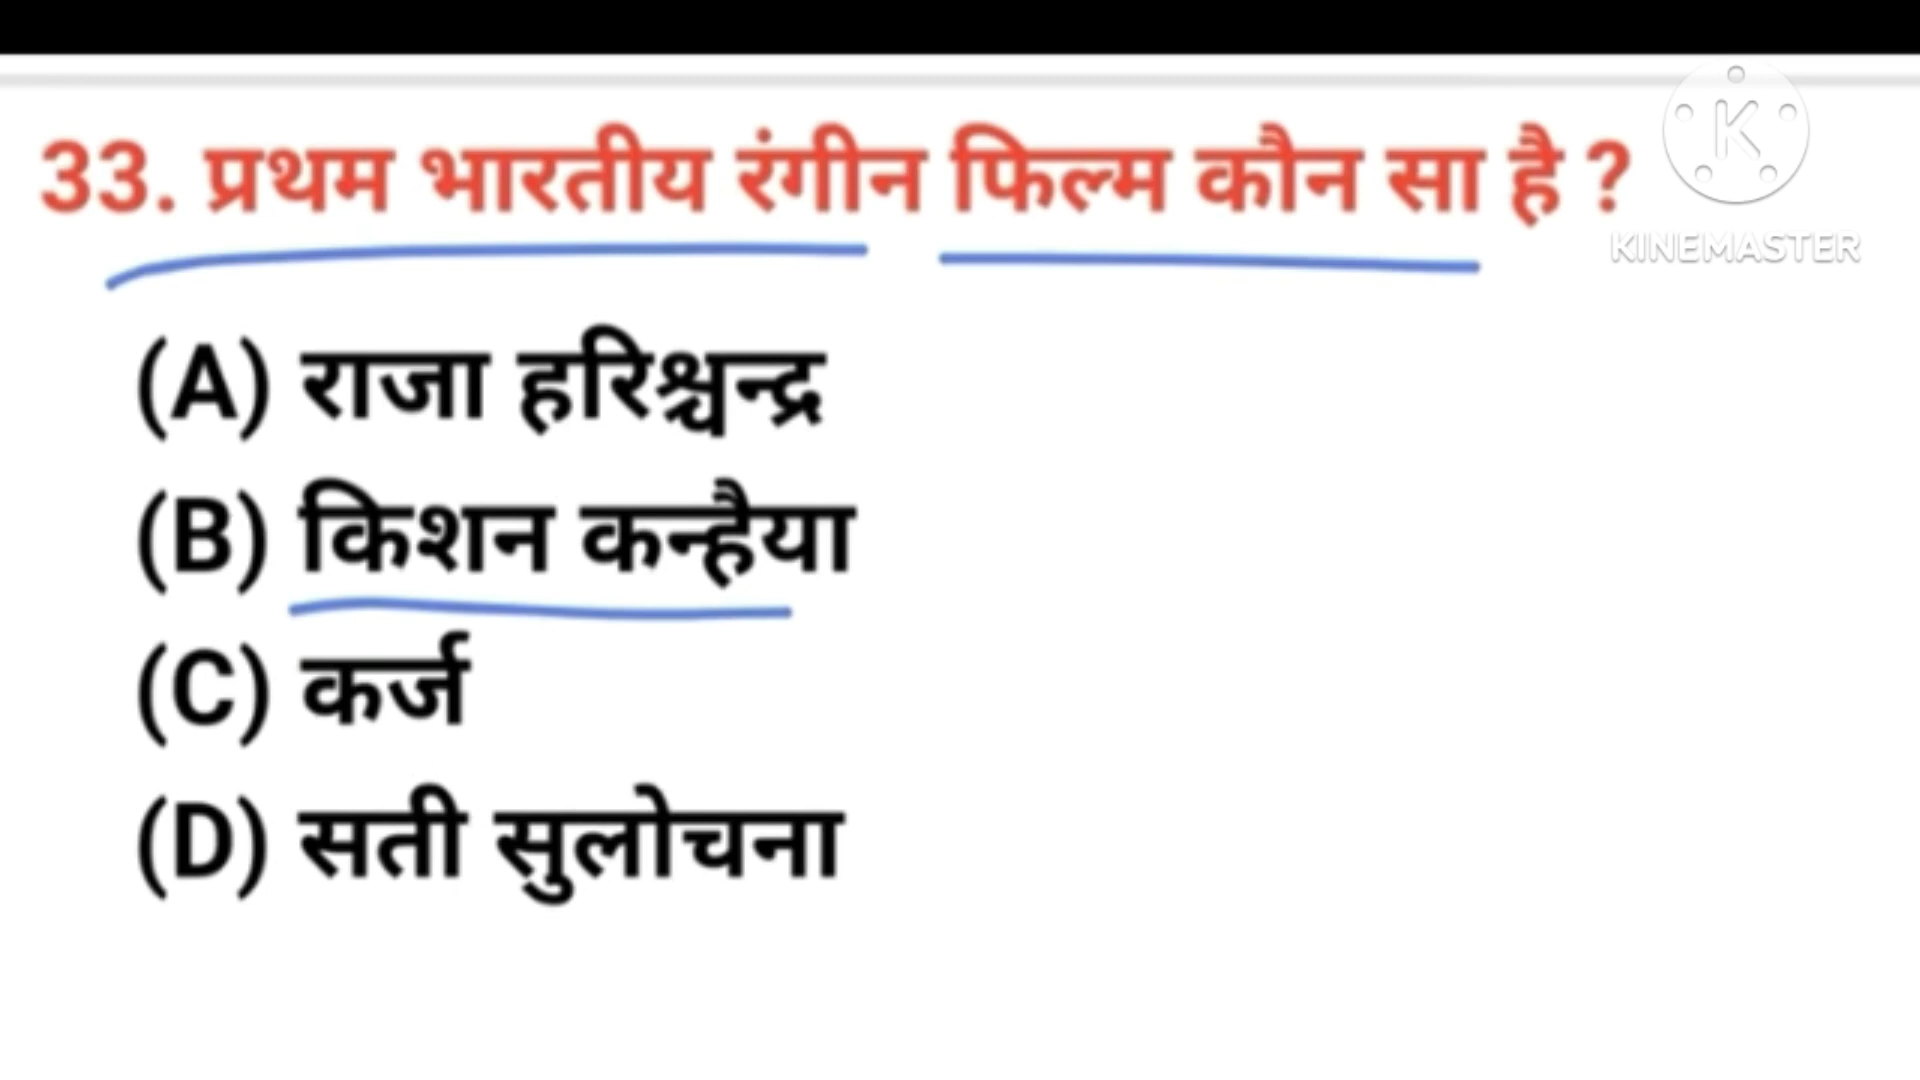 33. प्रथम भारतीय रंगीन फिल्म कौन सा है ?
K
KINEMASTER
(A) राजा हरिश्चन्द्र
(B) किशन कन्हैया
(C) कर्ज
(D) सती सुलोचना